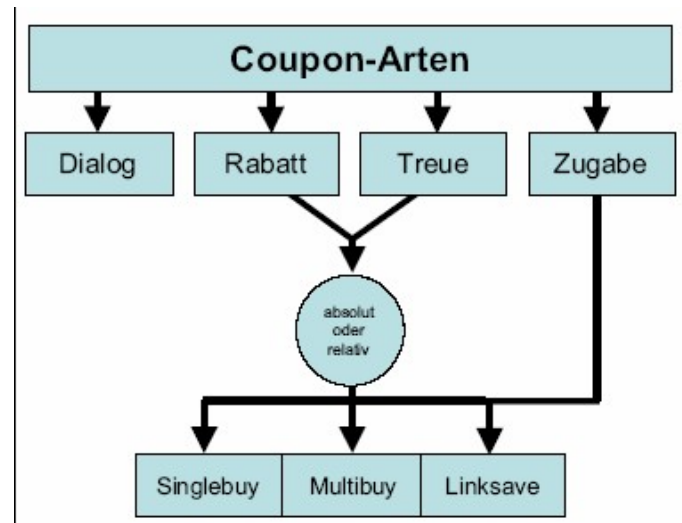 Coupon-Arten
Dialog Rabatt Treue Zugabe
absolut
oder
relativ
Singlebuy Multibuy Linksave